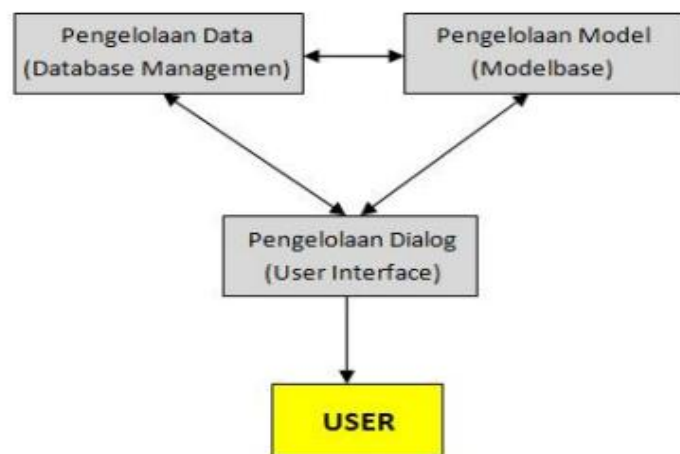 Pengelolaan Data
(Database Managemen)
Pengelolaan Model
(Modelbase)
Pengelolaan Dialog
(User Interface)
USER